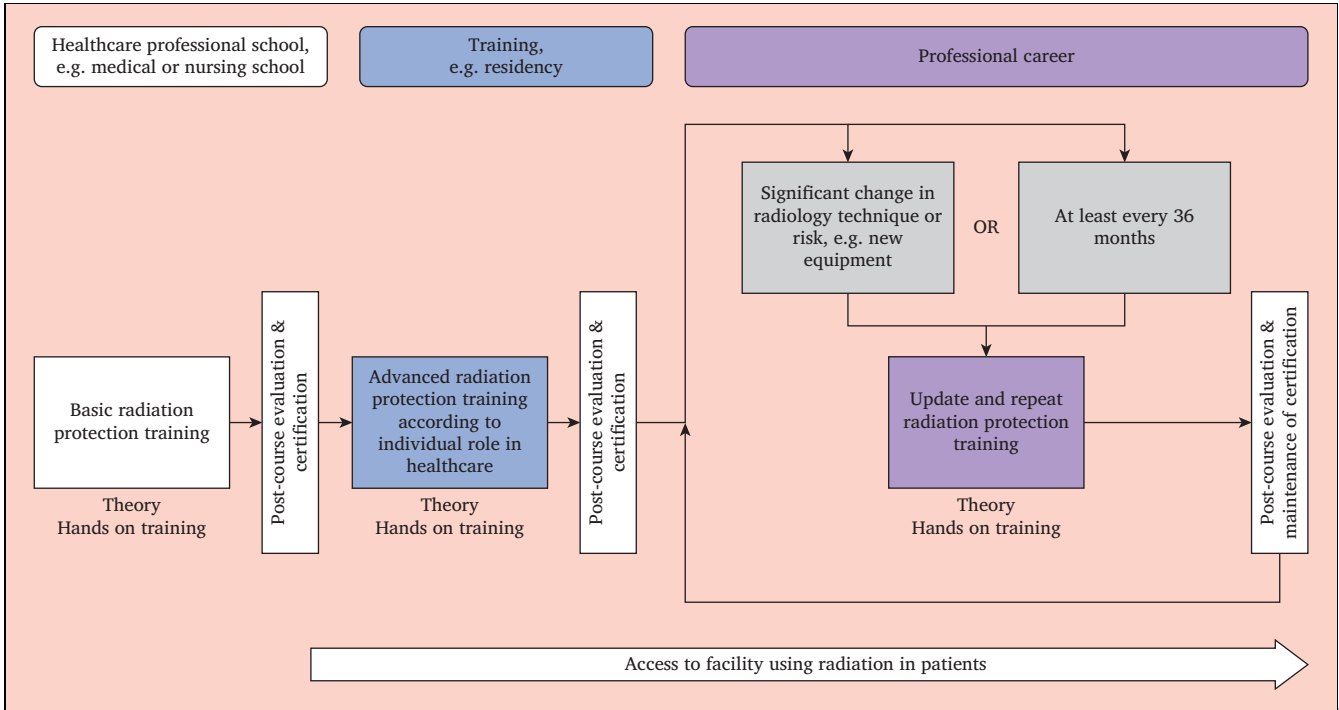 Healthcare professional school,
e.g. medical or nursing school
Training,
e.g. residency
Professional career
Significant change in
radiology technique or
risk, e.g. new
equipment
OR
At least every 36
months
Basic radiation
protection training
Theory
Hands on training
Post-course evaluation &
certification
Advanced radiation
protection training
according to
individual role in
healthcare
Theory
Hands on training
Post-course evaluation &
certification
Update and repeat
radiation protection
training
Theory
Hands on training
Post-course evaluation &
maintenance of certification
Access to facility using radiation in patients